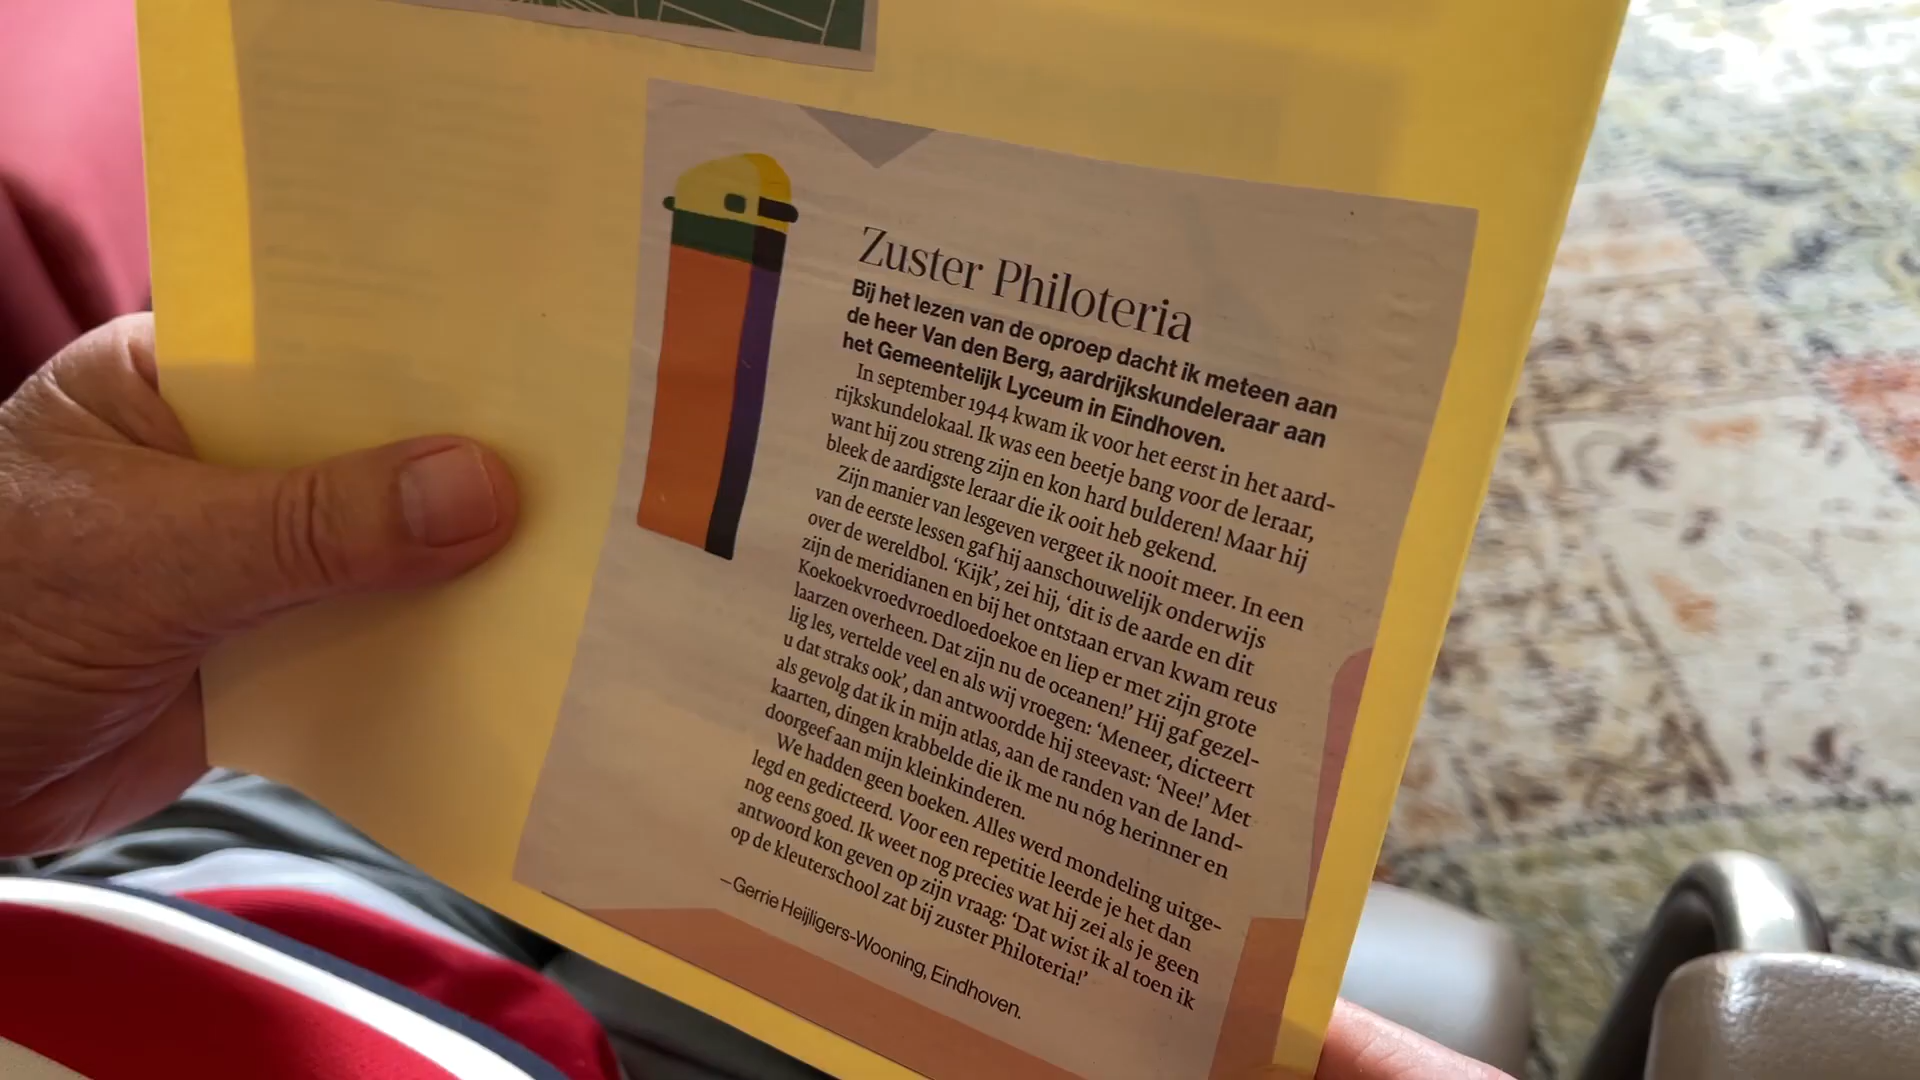 Zuster Philoteria
Bij het lezen van de oproep dacht ik meteen aan
de heer Van den Berg, aardrijkskundeleraar aan
het Gemeentelijk Lyceum in Eindhoven.
In september 1944 kwam ik voor het eerst in het aard-
rijkskundelokaal. Ik was een beetje bang voor de leraar,
want hij zou streng zijn en kon hard bulderen! Maar hij
bleek de aardigste leraar die ik ooit heb gekend.
Zijn manier van lesgeven vergeet ik nooit meer. In een
van de eerste lessen gaf hij aanschouwelijk onderwijs
over de wereldbol. ‘Kijk’, zei hij, ‘dit is de aarde en dit
zijn de meridianen en bij het ontstaan ervan kwam reus
Koekoekvroedvroedloedoekoe en liep er met zijn grote
laarzen overheen. Dat zijn nu de oceanen!’ Hij gaf gezel-
lig les, vertelde veel en als wij vroegen: ‘Meneer, dicteert
u dat straks ook’, dan antwoordde hij steevast: ‘Nee!’ Met
als gevolg dat ik in mijn atlas, aan de randen van de land-
kaarten, dingen krabbelde die ik me nu nóg herinner en
doorgeef aan mijn kleinkinderen.
We hadden geen boeken. Alles werd mondeling uitge-
legd en gedicteerd. Voor een repetitie leerde je het dan
nog eens goed. Ik weet nog precies wat hij zei als je geen
antwoord kon geven op zijn vraag: ‘Dat wist ik al toen ik
op de kleuterschool zat bij zuster Philoteria!’
—Gerrie Heijligers-Wooning, Eindhoven.